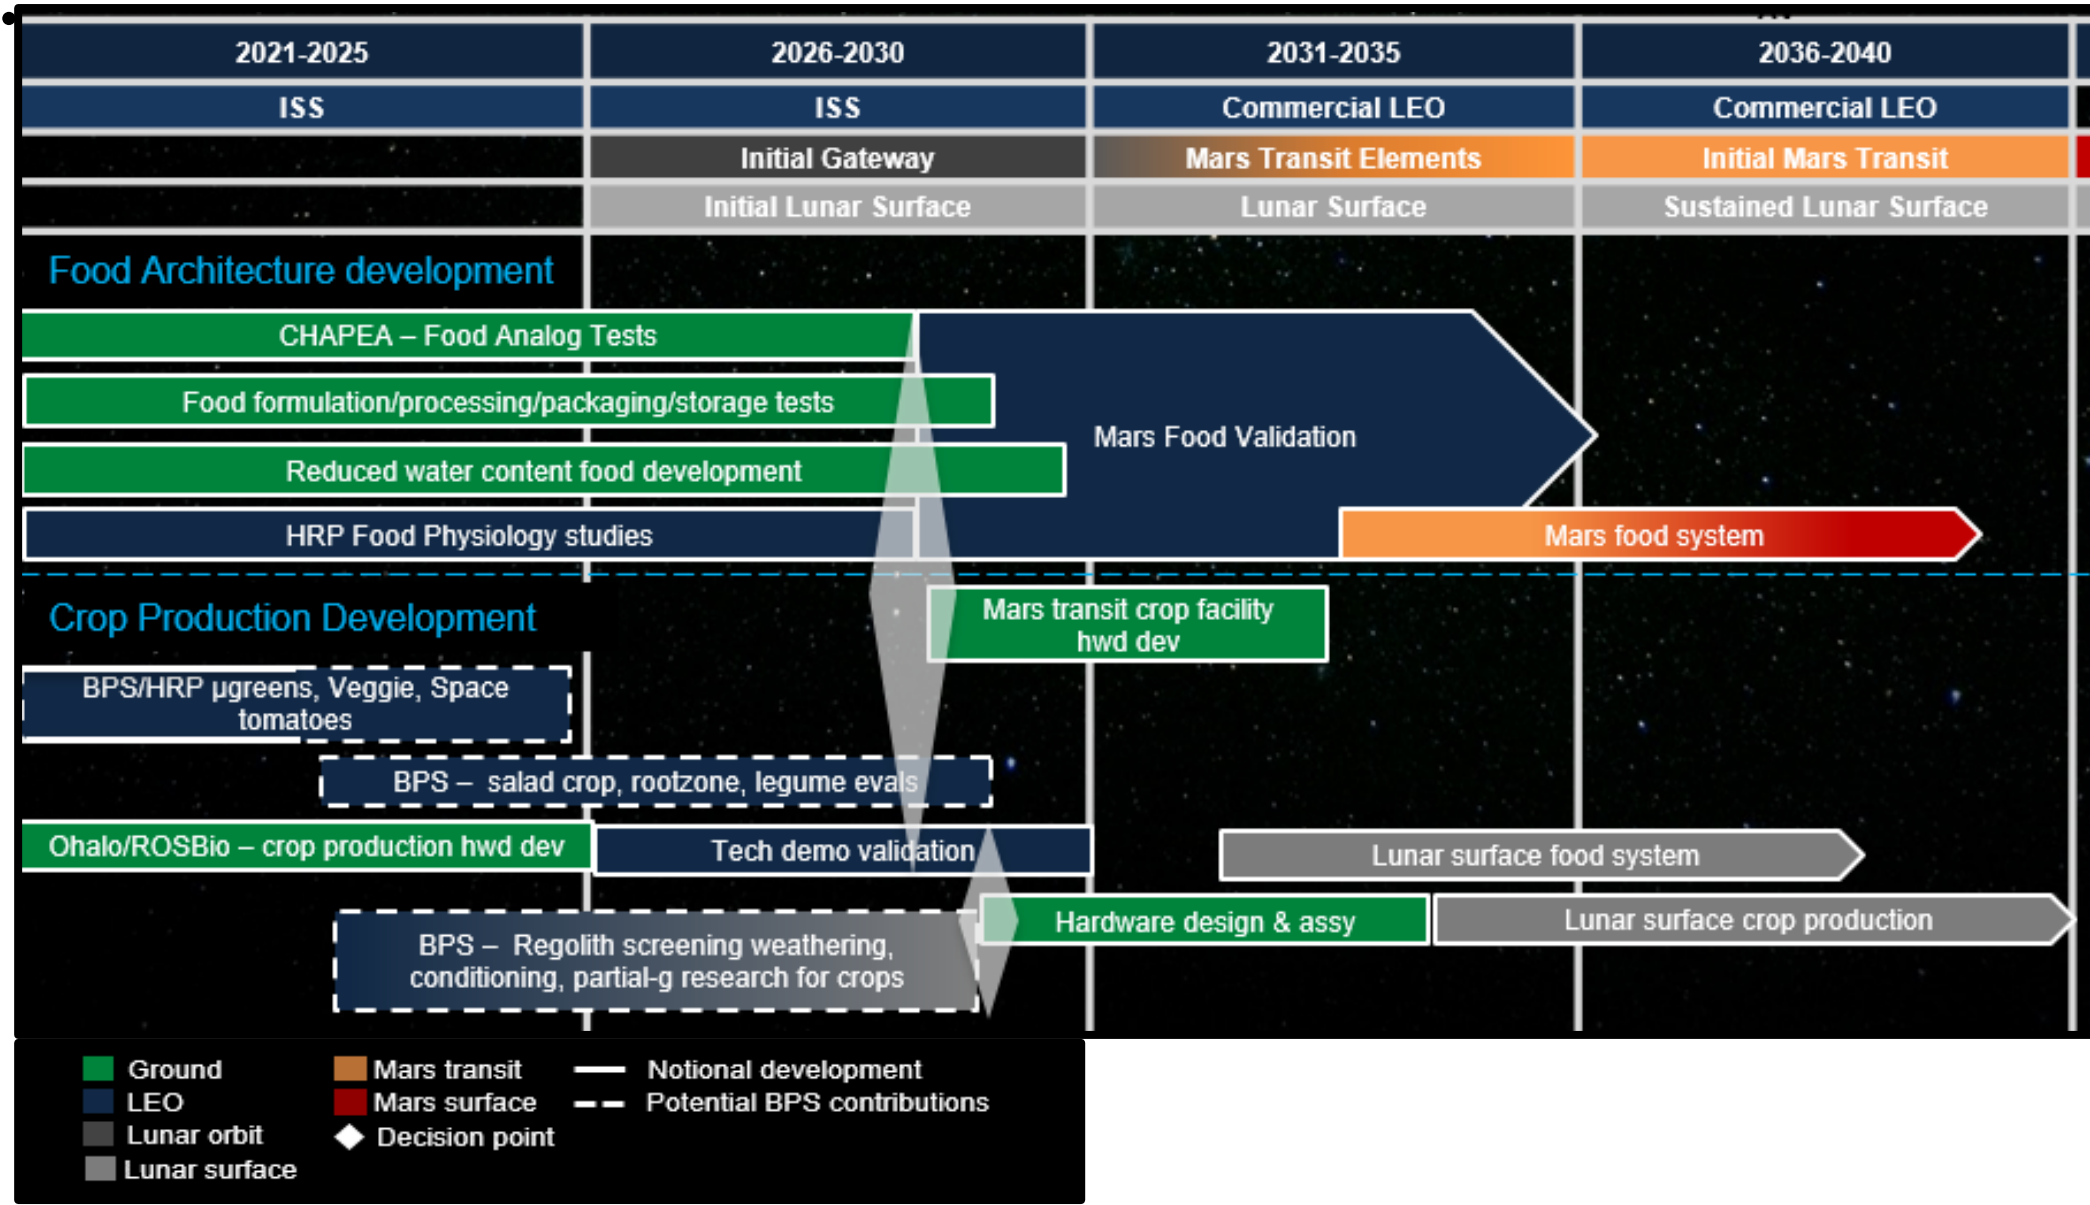 2021-2025
2026-2030
2031-2035
2036-2040
ISS
ISS
Commercial LEO
Commercial LEO
Initial Gateway
Mars Transit Elements
Initial Mars Transit
Initial Lunar Surface
Lunar Surface
Sustained Lunar Surface
Food Architecture development
CHAPEA – Food Analog Tests
Food formulation/processing/packaging/storage tests
Mars Food Validation
Reduced water content food development
HRP Food Physiology studies
Mars food system
Crop Production Development
Mars transit crop facility
hwd dev
BPS/HRP µgreens, Veggie, Space
tomatoes
BPS – salad crop, rootzone, legume evals
Ohalo/ROSBio – crop production hwd dev
Tech demo validation
Lunar surface food system
Hardware design & assy
Lunar surface crop production
BPS – Regolith screening weathering,
conditioning, partial-g research for crops
Ground
Mars transit
Notional development
LEO
Mars surface
Potential BPS contributions
Lunar orbit
Decision point
Lunar surface